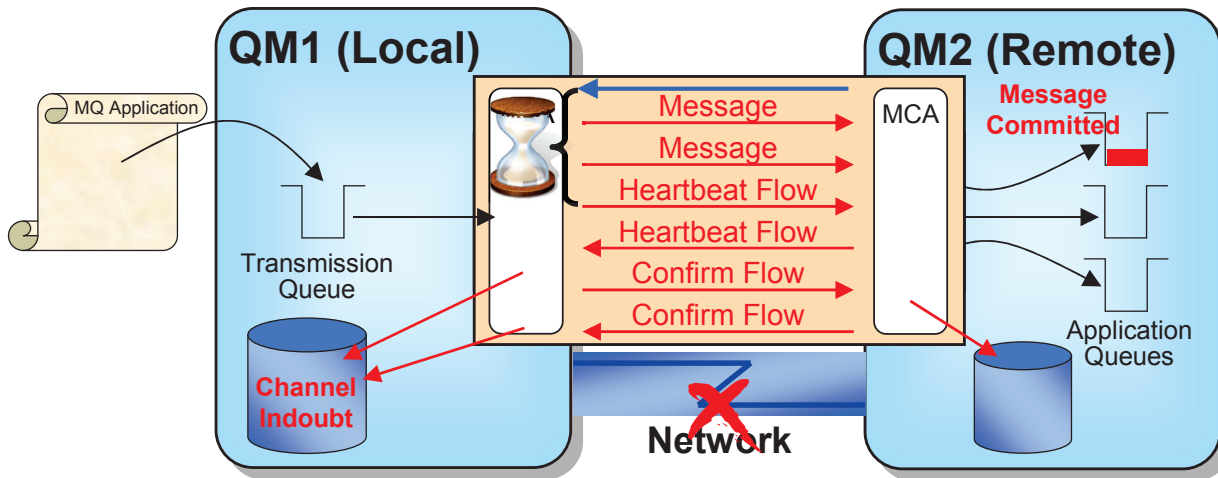 QM1 (Local)
QM2 (Remote)
MQ Application
Message
MCA
Message
Committed
Message
Heartbeat Flow
Heartbeat Flow
Transmission
Queue
Confirm Flow
Confirm Flow
Application
Queues
Channel
Indoubt
Network